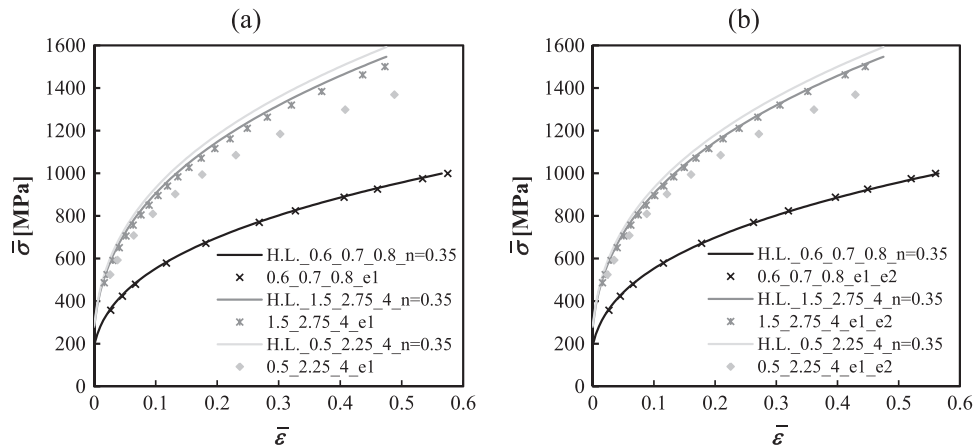 (a)
1600
1400
1200
1000
800
600
400
200
0
σ̅ [MPa]
0 0.1 0.2 0.3 0.4 0.5 0.6
ε̅
H.L._0.6_0.7_0.8_n=0.35
0.6_0.7_0.8_e1
H.L._1.5_2.75_4_n=0.35
1.5_2.75_4_e1
H.L._0.5_2.25_4_n=0.35
0.5_2.25_4_e1
(b)
1600
1400
1200
1000
800
600
400
200
0
σ̅ [MPa]
0 0.1 0.2 0.3 0.4 0.5 0.6
ε̅
H.L._0.6_0.7_0.8_n=0.35
0.6_0.7_0.8_e1_e2
H.L._1.5_2.75_4_n=0.35
1.5_2.75_4_e1_e2
H.L._0.5_2.25_4_n=0.35
0.5_2.25_4_e1_e2